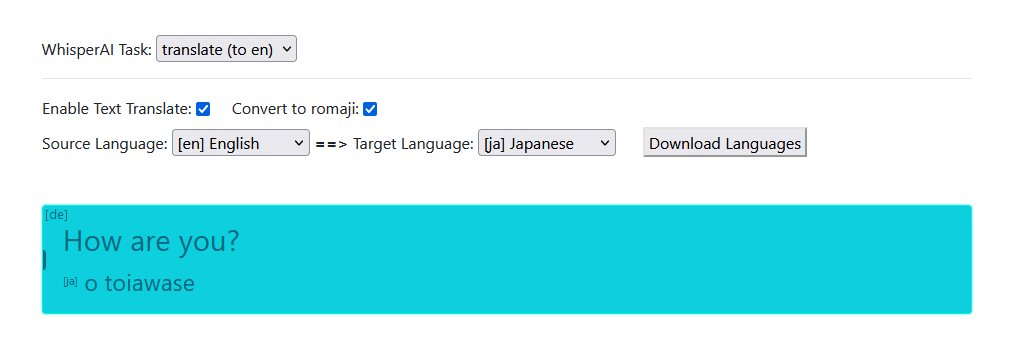 WhisperAI Task: translate (to en)
Enable Text Translate: Convert to romaji:
Source Language: [en] English ==> Target Language: [ja] Japanese Download Languages
[de]
How are you?
[ja] o toiawase